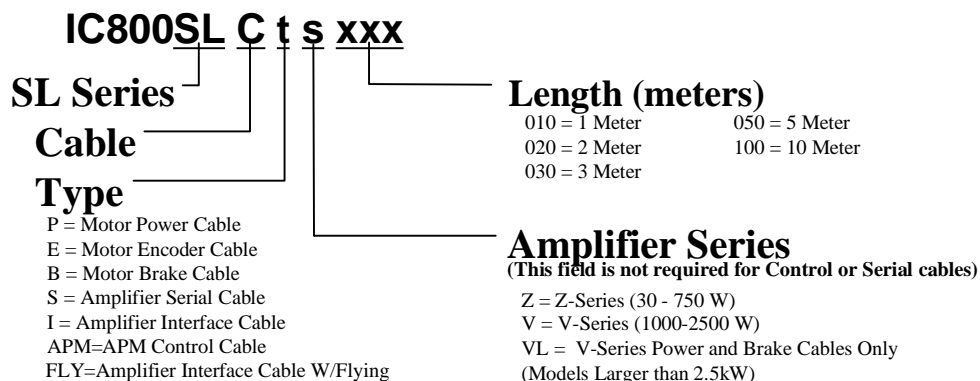 IC800SL C t s xxx
SL Series
Cable
Type
P = Motor Power Cable
E = Motor Encoder Cable
B = Motor Brake Cable
S = Amplifier Serial Cable
I = Amplifier Interface Cable
APM=APM Control Cable
FLY=Amplifier Interface Cable W/Flying
Length (meters)
010 = 1 Meter 050 = 5 Meter
020 = 2 Meter 100 = 10 Meter
030 = 3 Meter
Amplifier Series
(This field is not required for Control or Serial cables)
Z = Z-Series (30 - 750 W)
V = V-Series (1000-2500 W)
VL = V-Series Power and Brake Cables Only
(Models Larger than 2.5kW)